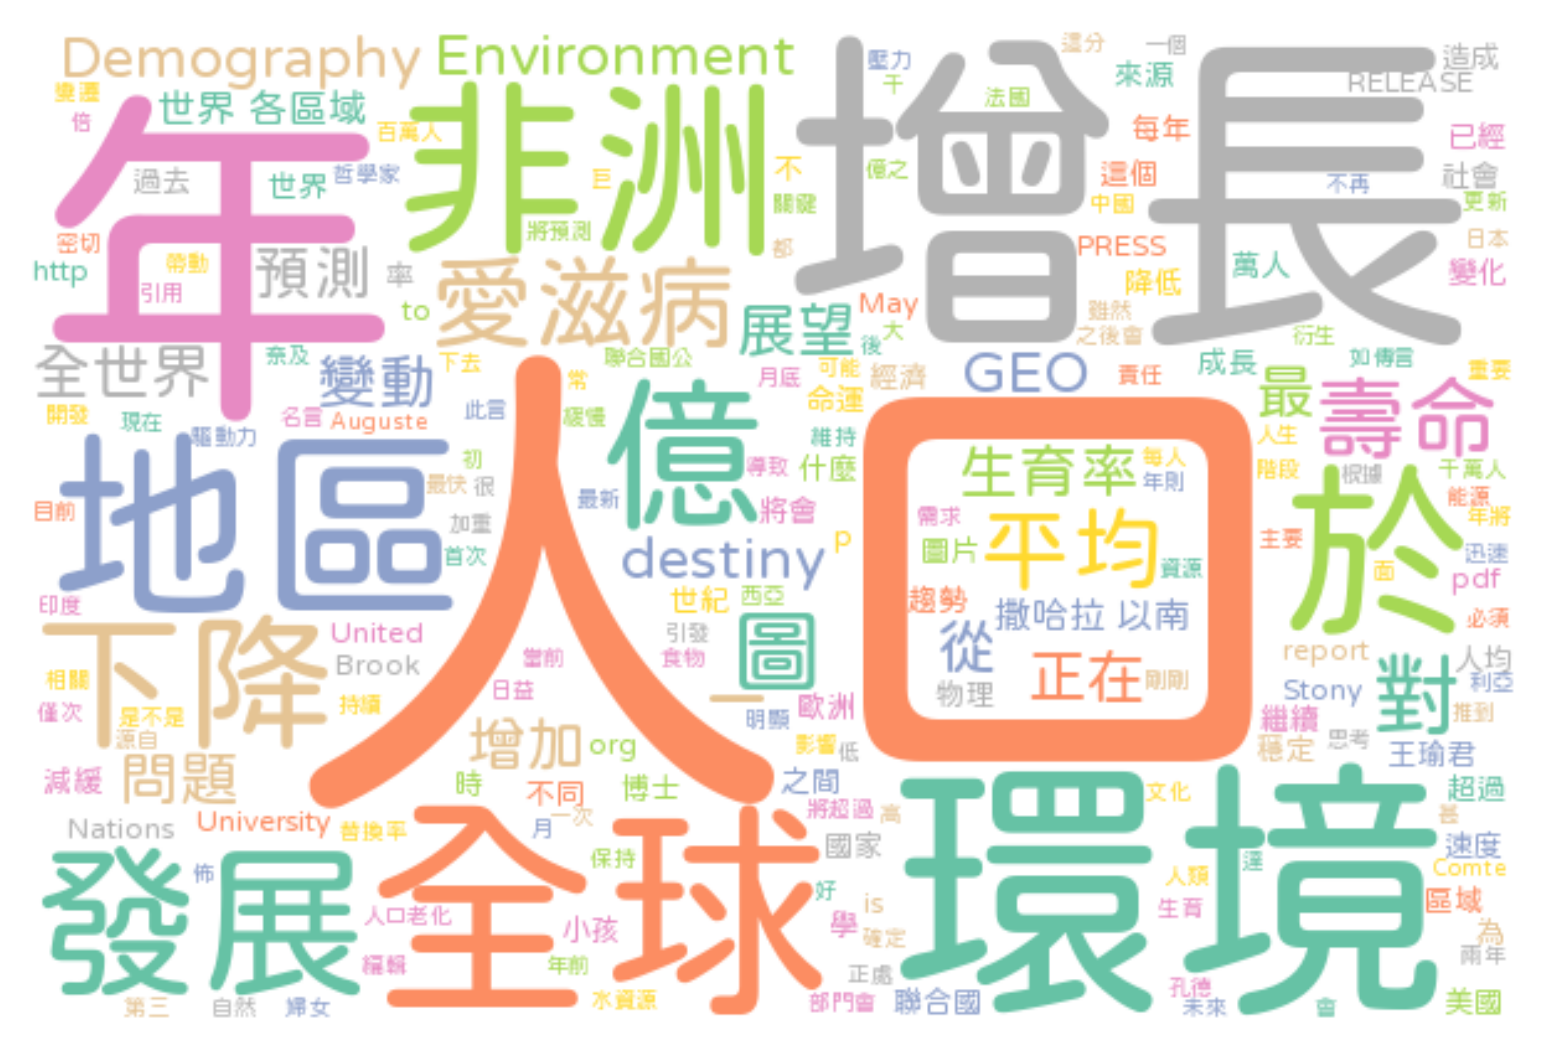 Demography
Environment
增長
壓力
這分
一個
造成
變遷
世界 各區域
千
法國
來源
RELEASE
倍
年
百萬人
非洲
每年
已經
過去
世界
哲學家
巨
不
億之
這個
不再
社會
關鍵
中國
更新
密切
將預測
都
PRESS
日本
http
帶動
預測
率
引用
愛滋病
降低
萬人
變化
to
展望
May
雖然
大
後
之後會
衍生
全世界
奈及
變動
下去
聯合國公
可能
經濟
GEO
責任
成長
如傳言
重要
常
月底
命運
最
壽命
開發
現在
名言
Auguste
此言
緩慢
億
維持
人口
人生
地區
驅動力
初
導致
什麼
生育率
每人
階段
根據
千萬人
最快
很
最新
將會
年則
能源
目前
加重
需求
平均
於
年將
首次
destiny
p
圖片
資源
主要
面
迅速
pdf
印度
世紀
西亞
趨勢
撒哈拉 以南
必須
下降
United
引發
圖
從
Brook
當前
食物
正在
剛剛
report
對
人均
相關
日益
物理
Stony
利亞
僅次
是不是
持續
一
明顯
歐洲
繼續
推到
源自
增加
org
影響
低
穩定
思考
王瑜君
減緩
問題
時
不同
博士
之間
超過
環境
文化
Nations
University
替換率
月
一次
將超過
高
甚
發展
全球
保持
國家
速度
佈
好
人類
達
Comte
人口老化
小孩
學
is
生育
區域
確定
為
編輯
年前
正處
兩年
第三
自然
婦女
水資源
部門會
聯合國
孔德
未來
會
美國